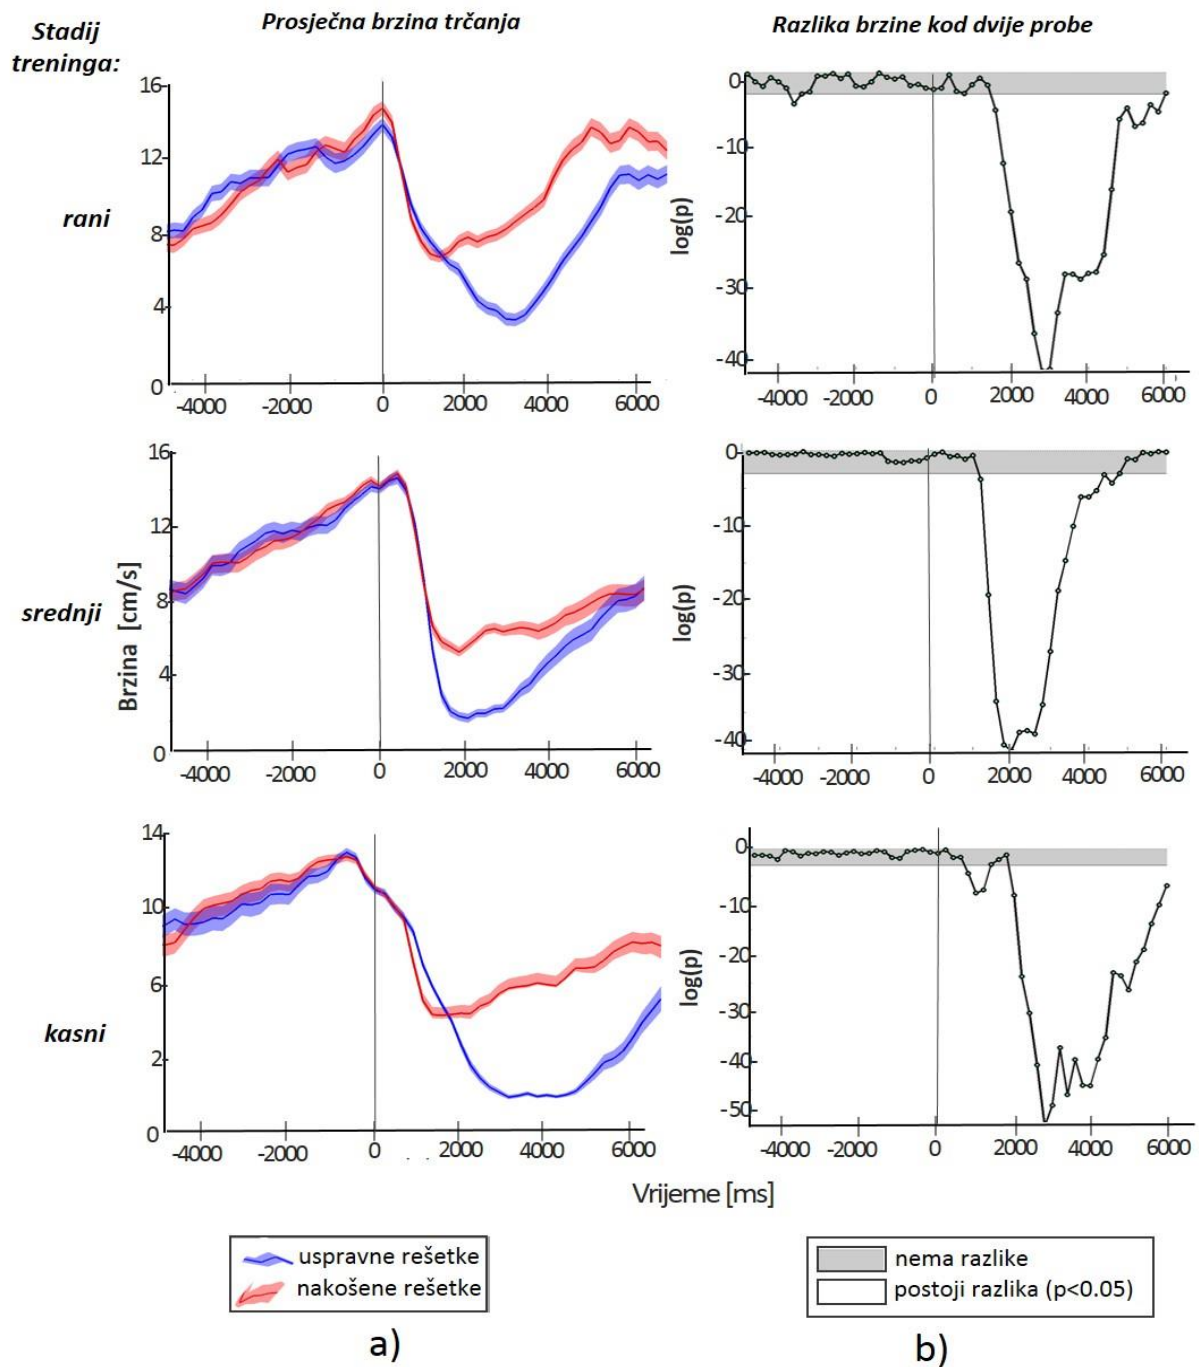 Stadij
treninga:
Prosječna brzina trčanja
Razlika brzine kod dvije probe
rani
16
12
8
4
0
-4000 -2000 0 2000 4000 6000
log(p)
0
-10
-20
-30
-40
-4000 -2000 0 2000 4000 6000
srednji
Brzina [cm/s]
16
12
8
4
0
-4000 -2000 0 2000 4000 6000
log(p)
0
-10
-20
-30
-40
-4000 -2000 0 2000 4000 6000
kasni
14
10
6
2
0
-4000 -2000 0 2000 4000 6000
log(p)
0
-10
-20
-30
-40
-50
-4000 -2000 0 2000 4000 6000
Vrijeme [ms]
uspravne rešetke
nakošene rešetke
nema razlike
postoji razlika (p<0.05)
a)
b)